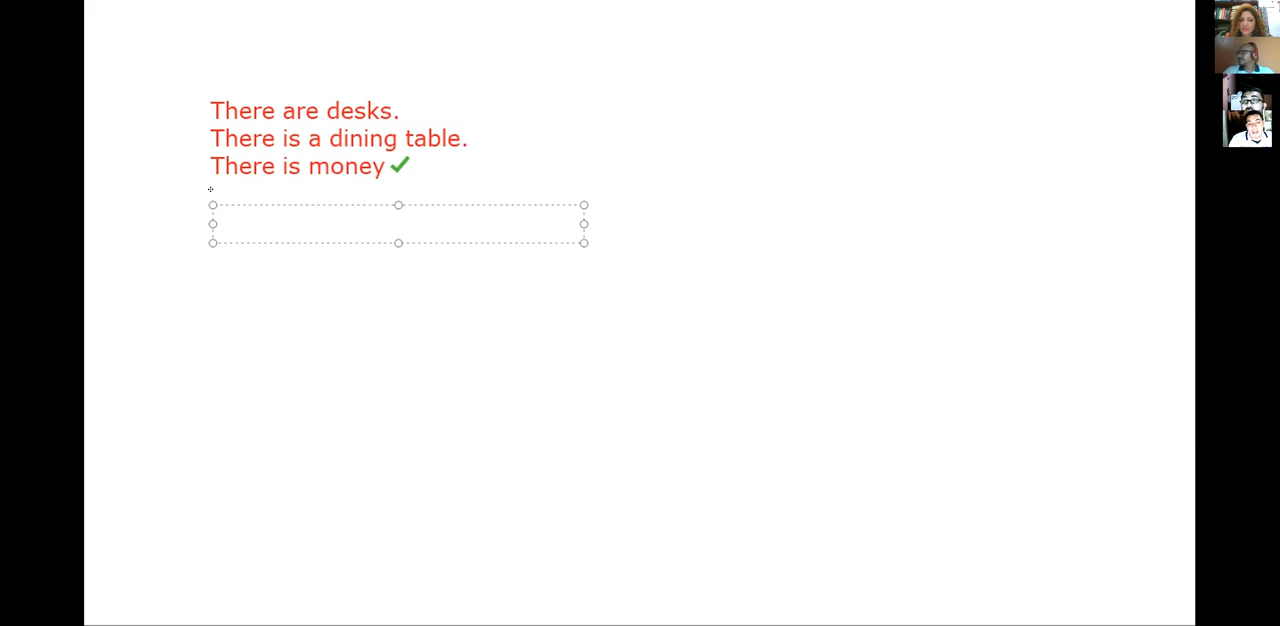 There are desks.
There is a dining table.
There is money